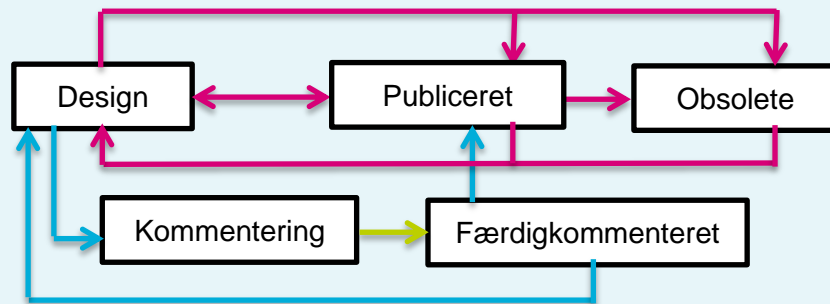 Design
Publiceret
Obsolete
Kommentering
Færdigkommenteret